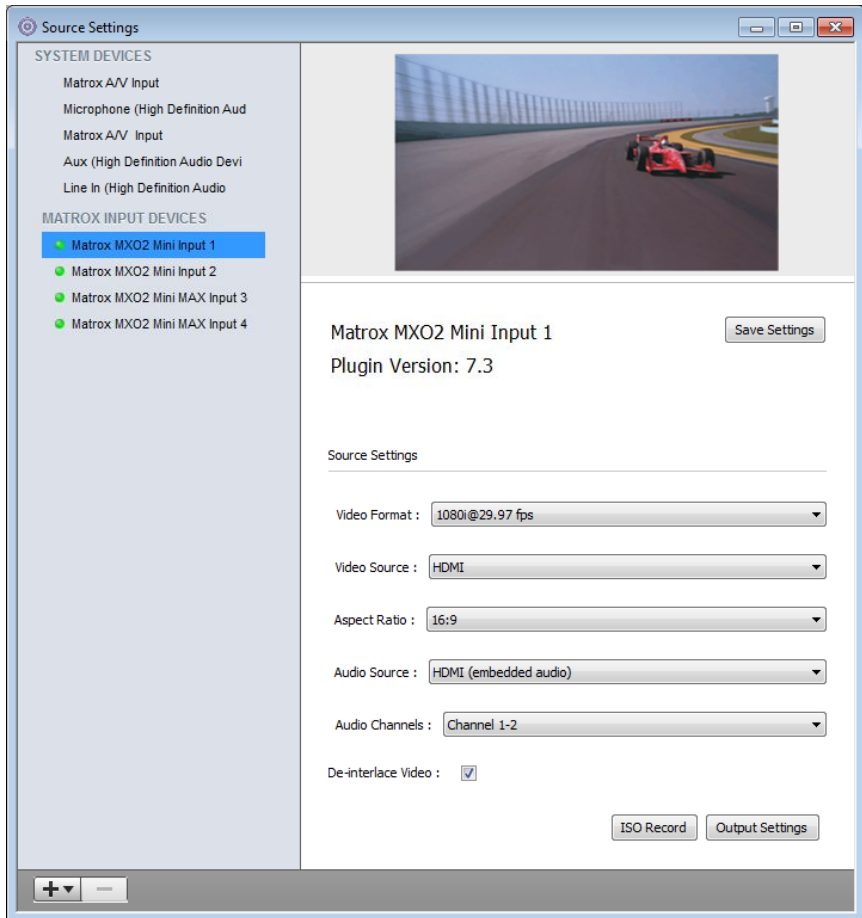 Source Settings
SYSTEM DEVICES
Matrox A/V Input
Microphone (High Definition Aud
Matrox A/V  Input
Aux (High Definition Audio Devi
Line In (High Definition Audio
MATROX INPUT DEVICES
Matrox MXO2 Mini Input 1
Matrox MXO2 Mini Input 2
Matrox MXO2 Mini MAX Input 3
Matrox MXO2 Mini MAX Input 4
Matrox MXO2 Mini Input 1
Save Settings
Plugin Version: 7.3
Source Settings
Video Format : 1080i@29.97 fps
Video Source : HDMI
Aspect Ratio : 16:9
Audio Source : HDMI (embedded audio)
Audio Channels : Channel 1-2
De-interlace Video :
ISO Record Output Settings